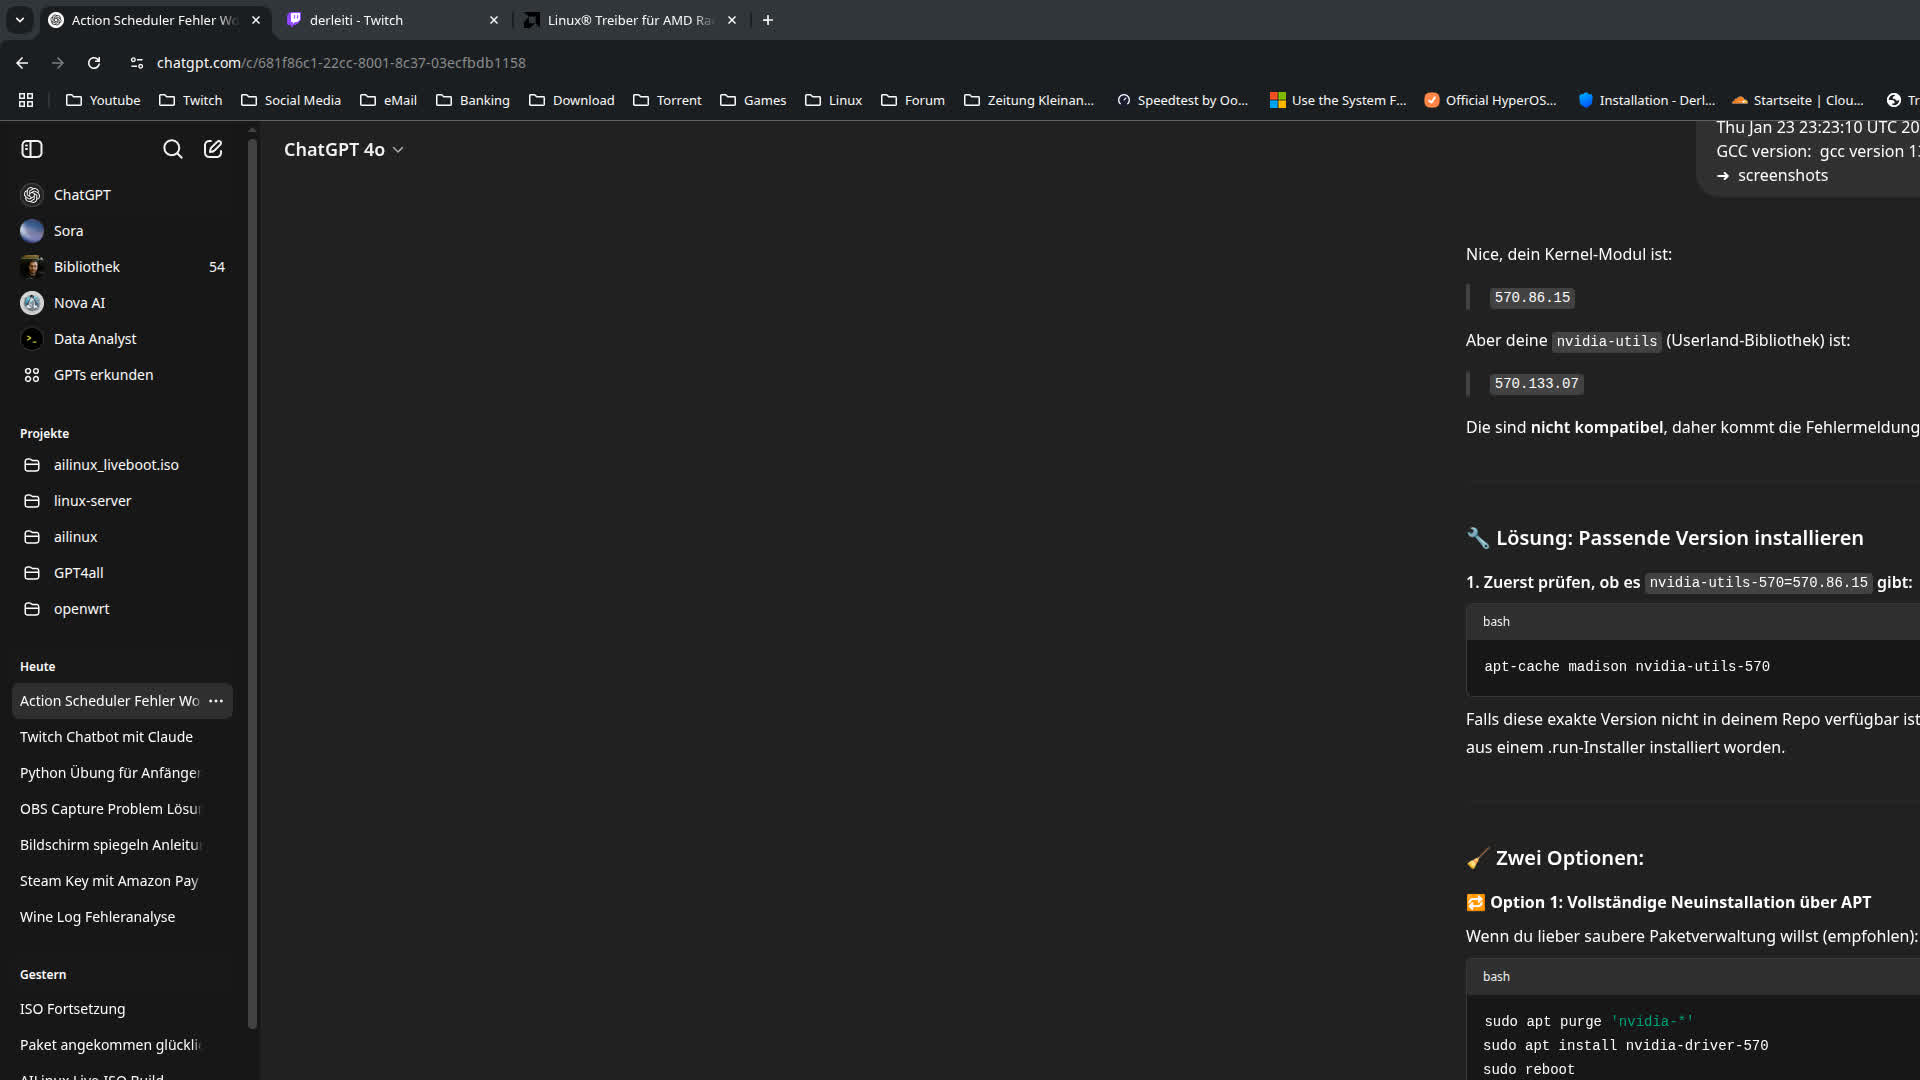 Action Scheduler Fehler Wo
derleiti - Twitch
Linux® Treiber für AMD Ra
chatgpt.com/c/681f86c1-22cc-8001-8c37-03ecfbdb1158
Youtube
Twitch
Social Media
eMail
Banking
Download
Torrent
Games
Linux
Forum
Zeitung Kleinan...
Speedtest by Oo...
Use the System F...
Official HyperOS...
Installation - Derl...
Startseite | Clou...
Tr
ChatGPT
Sora
Bibliothek 54
Nova AI
Data Analyst
GPTs erkunden
Projekte
ailinux_liveboot.iso
linux-server
ailinux
GPT4all
openwrt
Heute
Action Scheduler Fehler Wo
Twitch Chatbot mit Claude
Python Übung für Anfänger
OBS Capture Problem Lösu
Bildschirm spiegeln Anleitu
Steam Key mit Amazon Pay
Wine Log Fehleranalyse
Gestern
ISO Fortsetzung
Paket angekommen glückli
AILinux Live ISO Build
ChatGPT 4o
Thu Jan 23 23:23:10 UTC 20
GCC version: gcc version 13
➜ screenshots
Nice, dein Kernel-Modul ist:
570.86.15
Aber deine nvidia-utils (Userland-Bibliothek) ist:
570.133.07
Die sind nicht kompatibel, daher kommt die Fehlermeldung
🔧 Lösung: Passende Version installieren
1. Zuerst prüfen, ob es nvidia-utils-570=570.86.15 gibt:
bash
apt-cache madison nvidia-utils-570
Falls diese exakte Version nicht in deinem Repo verfügbar ist
aus einem .run-Installer installiert worden.
🧹 Zwei Optionen:
🔁 Option 1: Vollständige Neuinstallation über APT
Wenn du lieber saubere Paketverwaltung willst (empfohlen):
bash
sudo apt purge 'nvidia-*'
sudo apt install nvidia-driver-570
sudo reboot